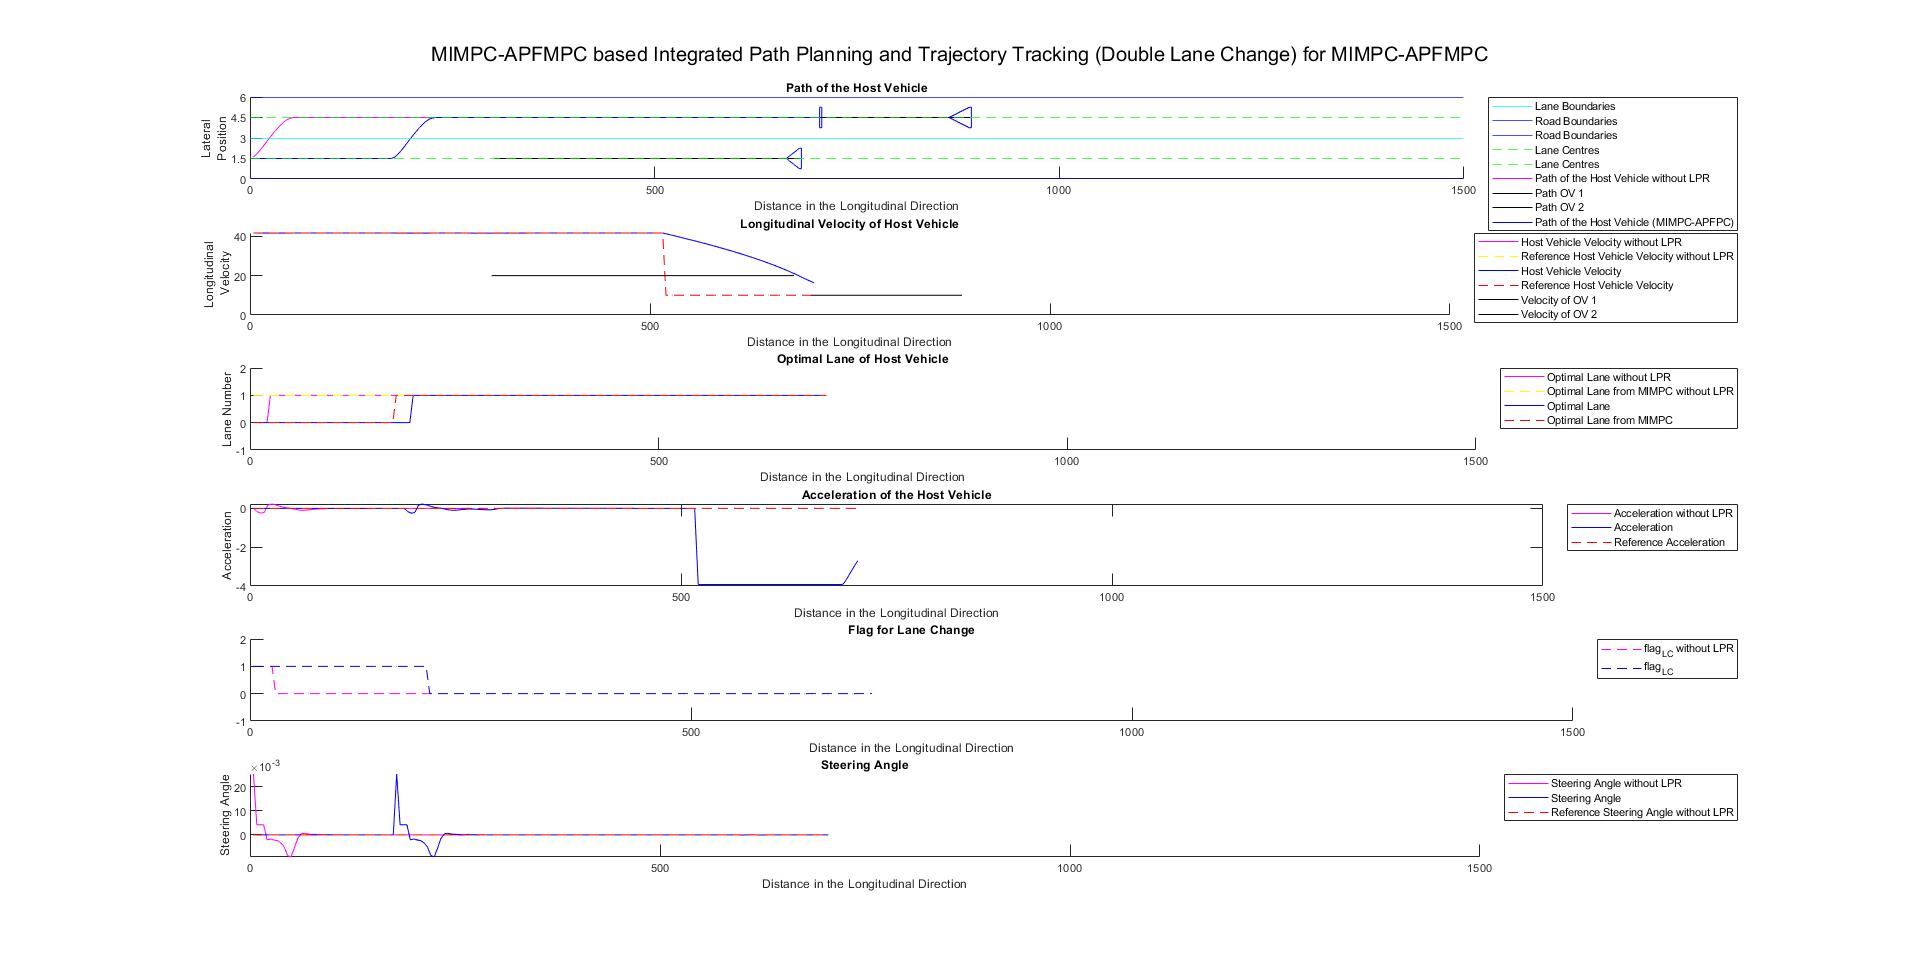 MIMPC-APFMPC based Integrated Path Planning and Trajectory Tracking (Double Lane Change) for MIMPC-APFMPC
Path of the Host Vehicle
Lateral
Position
6
4.5
3
1.5
0
0
500
1000
1500
Distance in the Longitudinal Direction
Lane Boundaries
Road Boundaries
Road Boundaries
Lane Centres
Lane Centres
Path of the Host Vehicle without LPR
Path OV 1
Path OV 2
Path of the Host Vehicle (MIMPC-APFPC)
Longitudinal Velocity of Host Vehicle
Longitudinal
Velocity
40
20
0
0
500
1000
1500
Distance in the Longitudinal Direction
Host Vehicle Velocity without LPR
Reference Host Vehicle Velocity without LPR
Host Vehicle Velocity
Reference Host Vehicle Velocity
Velocity of OV 1
Velocity of OV 2
Optimal Lane of Host Vehicle
Lane Number
2
1
0
-1
0
500
1000
1500
Distance in the Longitudinal Direction
Optimal Lane without LPR
Optimal Lane from MIMPC without LPR
Optimal Lane
Optimal Lane from MIMPC
Acceleration of the Host Vehicle
Acceleration
0
-2
-4
0
500
1000
1500
Distance in the Longitudinal Direction
Acceleration without LPR
Acceleration
Reference Acceleration
Flag for Lane Change
2
1
0
-1
0
500
1000
1500
Distance in the Longitudinal Direction
flag_LC without LPR
flag_LC
Steering Angle
×10^-3
Steering Angle
20
10
0
0
500
1000
1500
Distance in the Longitudinal Direction
Steering Angle without LPR
Steering Angle
Reference Steering Angle without LPR